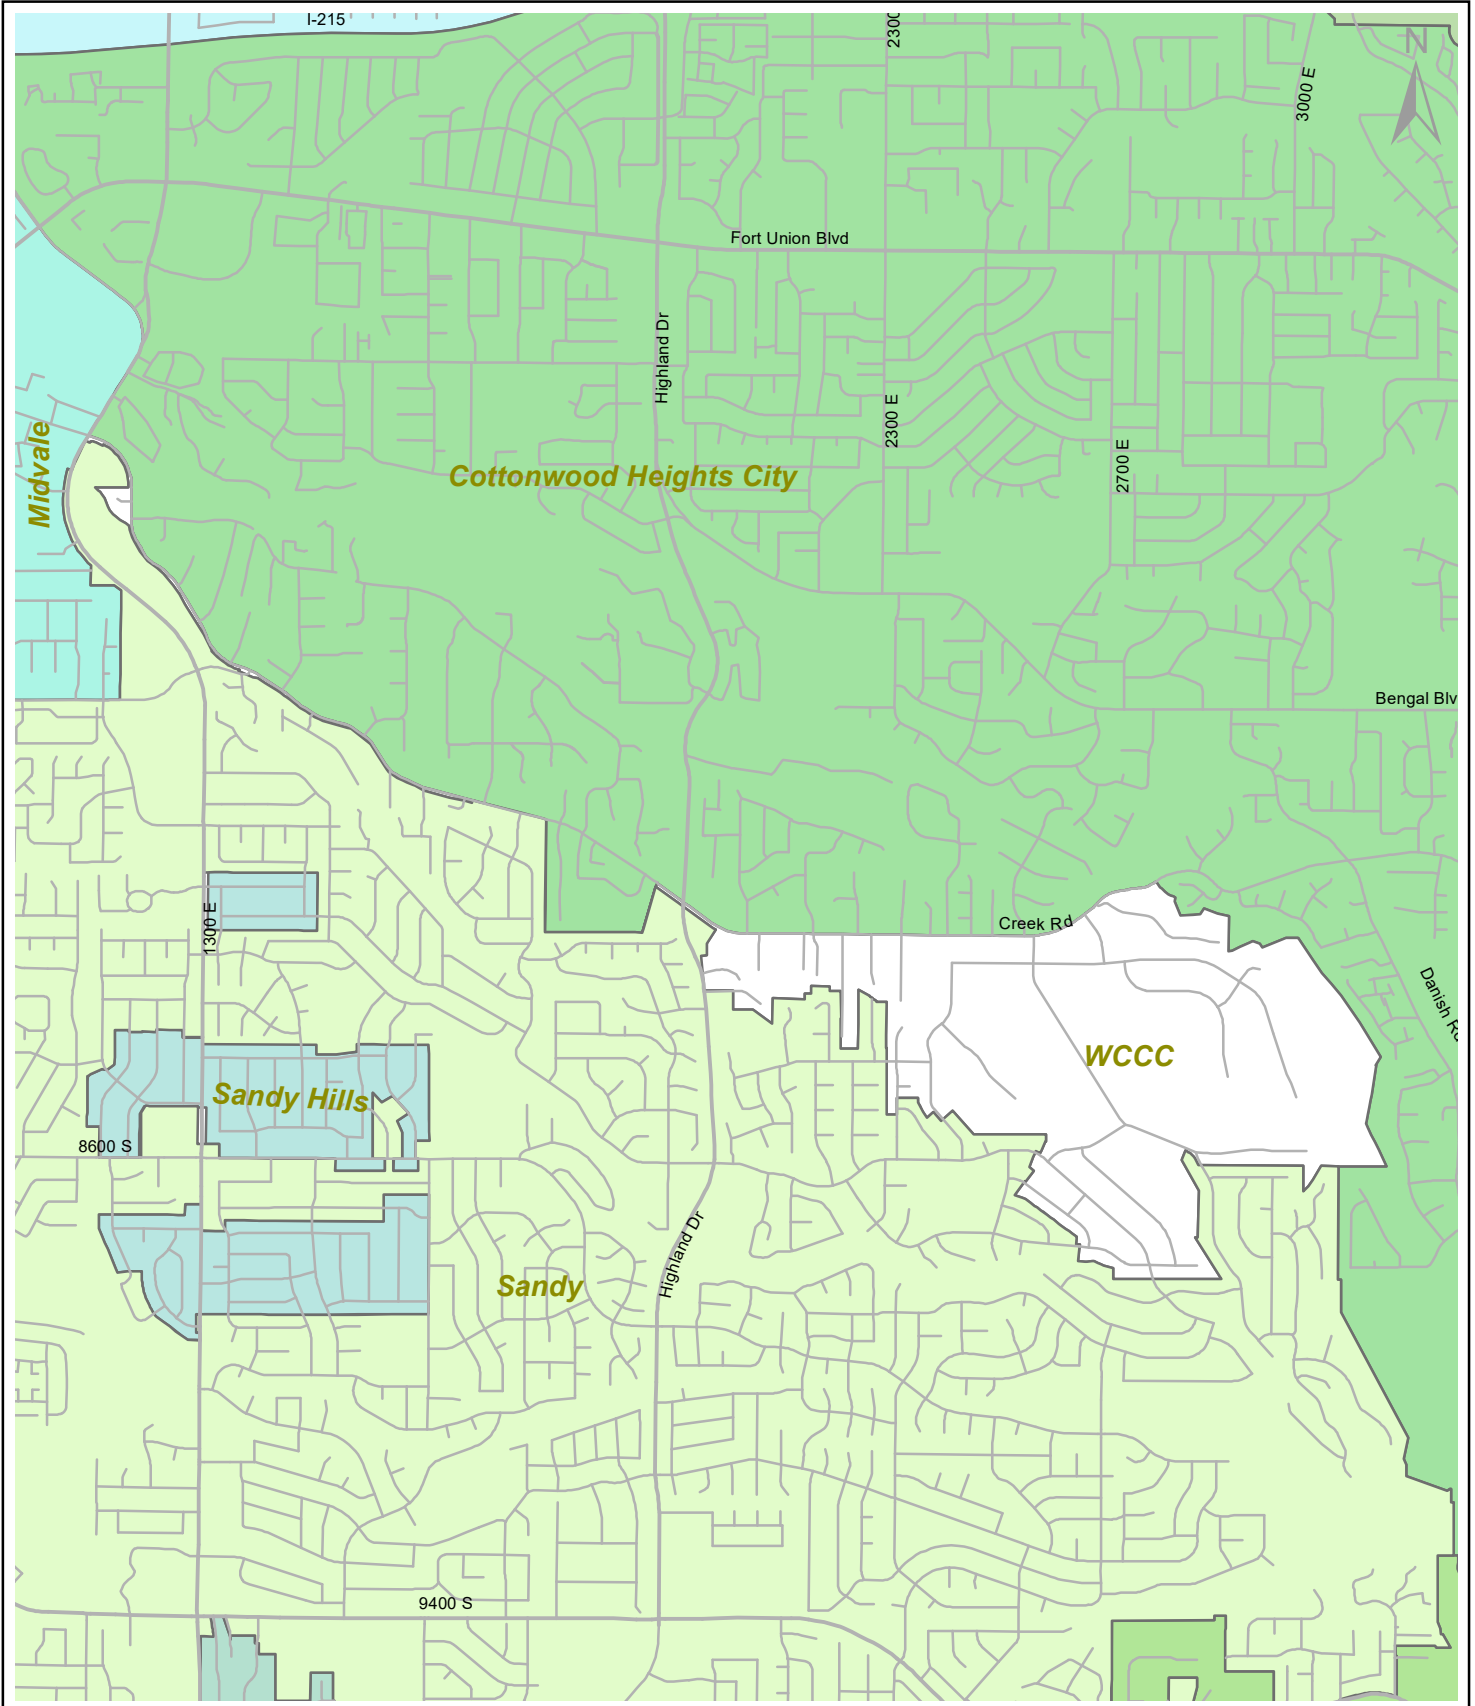 I-215
2300
N
3000 E
Fort Union Blvd
Highland Dr
2300 E
Midvale
2700 E
Cottonwood Heights City
Bengal Blv
1300 E
Creek Rd
Danish Rd
WCCC
Sandy Hills
8600 S
Highland Dr
Sandy
9400 S